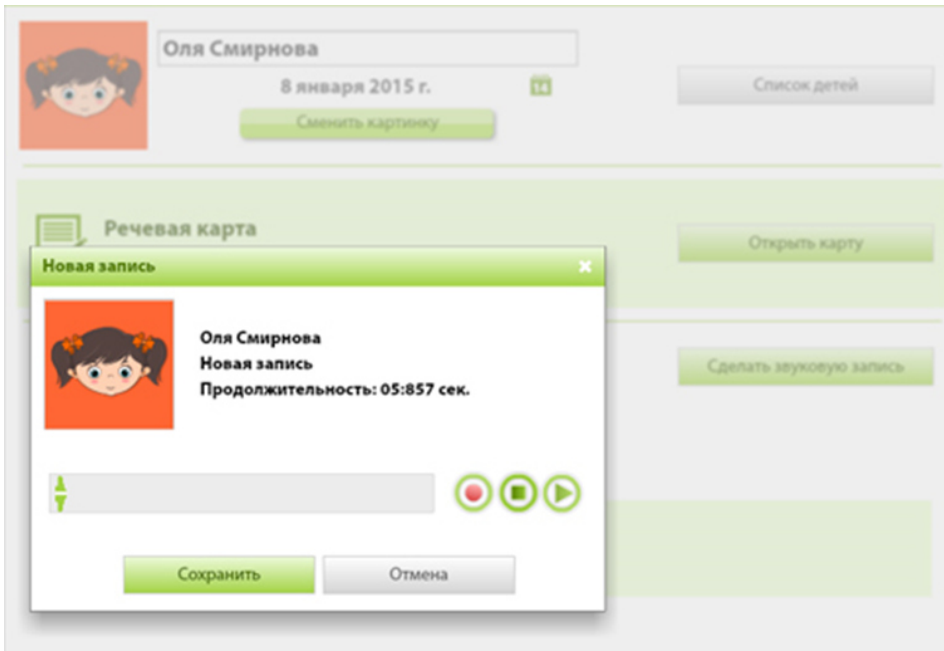 Оля Смирнова
8 января 2015 г.
14
Список детей
Сменить картинку
Речевая карта
Открыть карту
Новая запись
Оля Смирнова
Новая запись
Продолжительность: 05:857 сек.
Сделать звуковую запись
Сохранить
Отмена